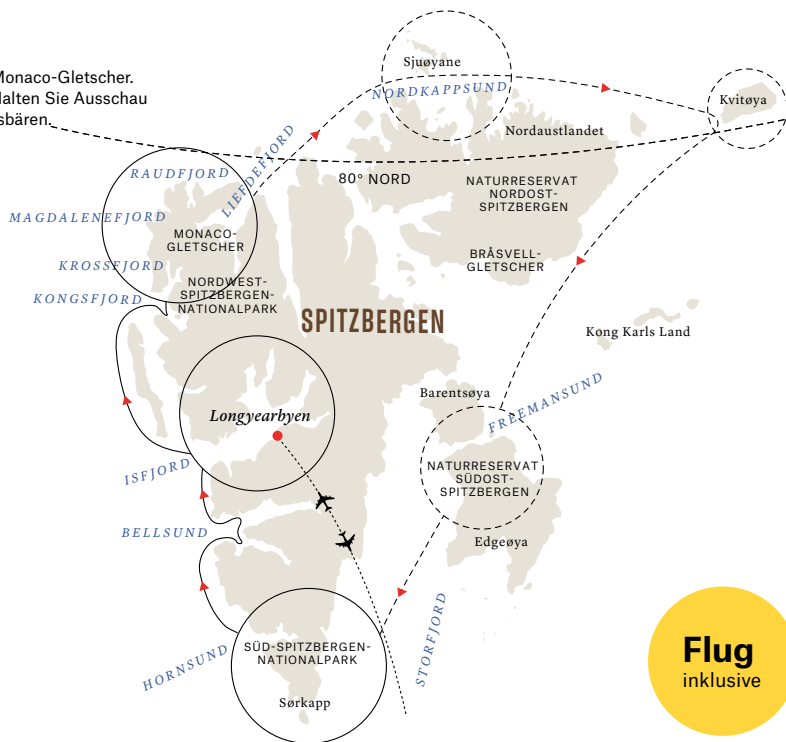 Sjuøyane
Monaco-Gletscher.
Halten Sie Ausschau
NORDKAPPSUND
Kvitøya
Nordaustlandet
RAUDFJORD
LIEFDEFJORD
80° NORD
NATURRESERVAT
NORDOST-
SPITZBERGEN
MAGDALENEFJORD
MONACO-
GLETSCHER
BRÅSVELL-
GLETSCHER
KROSSFJORD
KONGSFJORD
NORDWEST-
SPITZBERGEN-
NATIONALPARK
SPITZBERGEN
Kong Karls Land
Barentsøya
FREEMANSUND
Longyearbyen
ISFJORD
NATURRESERVAT
SÜDOST-
SPITZBERGEN
BELLSUND
Edgeøya
STORFJORD
HORNSUND
SÜD-SPITZBERGEN-
NATIONALPARK
Sørkapp
Flug
inklusive